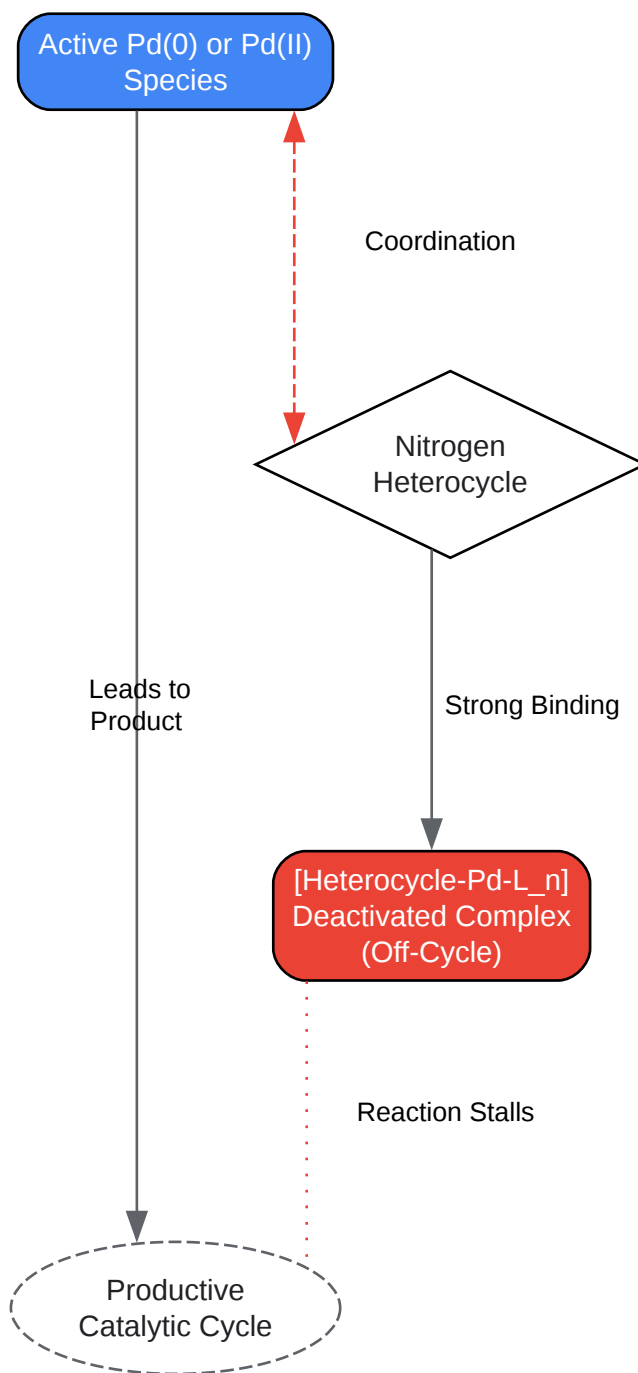 Active Pd(0) or Pd(II)
Species
Coordination
Nitrogen
Heterocycle
Leads to
Product
Strong Binding
[Heterocycle-Pd-L_n]
Deactivated Complex
(Off-Cycle)
Reaction Stalls
Productive
Catalytic Cycle